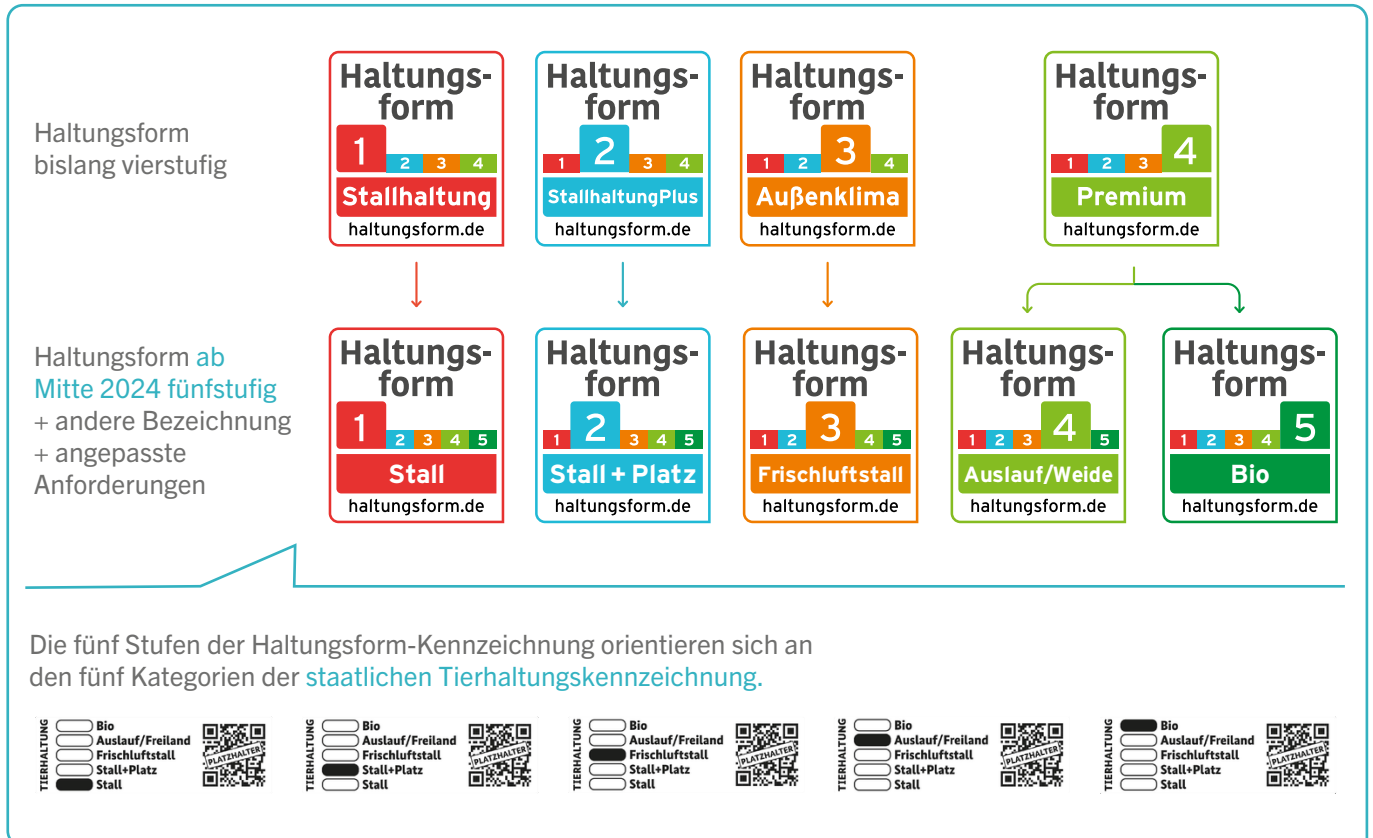 Haltungsform
bislang vierstufig
Haltungs-
form
1
2 3 4
Stallhaltung
haltungsform.de
Haltungs-
form
1 2 3 4
StallhaltungPlus
haltungsform.de
Haltungs-
form
1 2 3 4
Außenklima
haltungsform.de
Haltungs-
form
1 2 3 4
Premium
haltungsform.de
Haltungsform ab
Mitte 2024 fünfstufig
+ andere Bezeichnung
+ angepasste
Anforderungen
Haltungs-
form
1 2 3 4 5
Stall
haltungsform.de
Haltungs-
form
1 2 3 4 5
Stall + Platz
haltungsform.de
Haltungs-
form
1 2 3 4 5
Frischluftstall
haltungsform.de
Haltungs-
form
1 2 3 4 5
Auslauf/Weide
haltungsform.de
Haltungs-
form
1 2 3 4 5
Bio
haltungsform.de
Die fünf Stufen der Haltungsform-Kennzeichnung orientieren sich an
den fünf Kategorien der staatlichen Tierhaltungskennzeichnung.
TIERHALTUNG
Bio
Auslauf/Freiland
Frischluftstall
Stall+Platz
Stall
PLATZHALTER
TIERHALTUNG
Bio
Auslauf/Freiland
Frischluftstall
Stall+Platz
Stall
PLATZHALTER
TIERHALTUNG
Bio
Auslauf/Freiland
Frischluftstall
Stall+Platz
Stall
PLATZHALTER
TIERHALTUNG
Bio
Auslauf/Freiland
Frischluftstall
Stall+Platz
Stall
PLATZHALTER
TIERHALTUNG
Bio
Auslauf/Freiland
Frischluftstall
Stall+Platz
Stall
PLATZHALTER